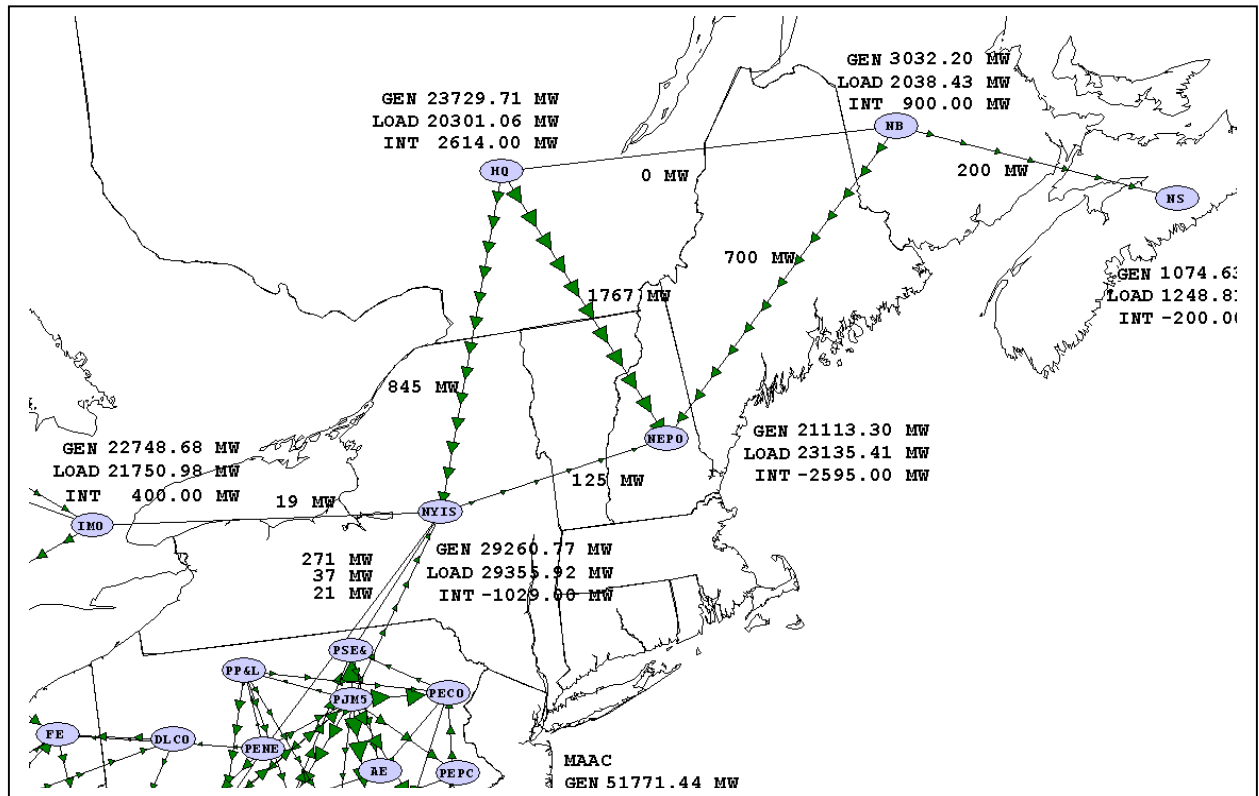 GEN 3032.20 MW
LOAD 2038.43 MW
INT 900.00 MW
NB
GEN 23729.71 MW
LOAD 20301.06 MW
INT 2614.00 MW
HQ
0 MW
200 MW
NS
700 MW
GEN 1074.63
LOAD 1248.81
INT -200.00
1767 MW
845 MW
NEPO
GEN 21113.30 MW
LOAD 23135.41 MW
INT -2595.00 MW
GEN 22748.68 MW
LOAD 21750.98 MW
INT 400.00 MW
19 MW
125 MW
IMO
NYIS
271 MW
37 MW
21 MW
GEN 29260.77 MW
LOAD 29355.92 MW
INT -1029.00 MW
PSE&
PP&L
PJM5
PECO
FE
DLCO
PENE
AE
PEPC
MAAC
GEN 51771.44 MW